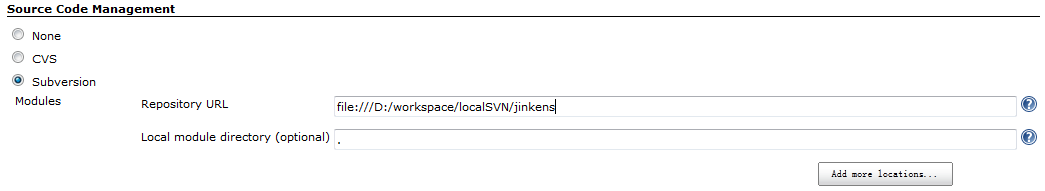 Source Code Management
None
CVS
Subversion
Modules Repository URL file:///D:/workspace/localSVN/jinkens ?
Local module directory (optional) . ?
Add more locations...